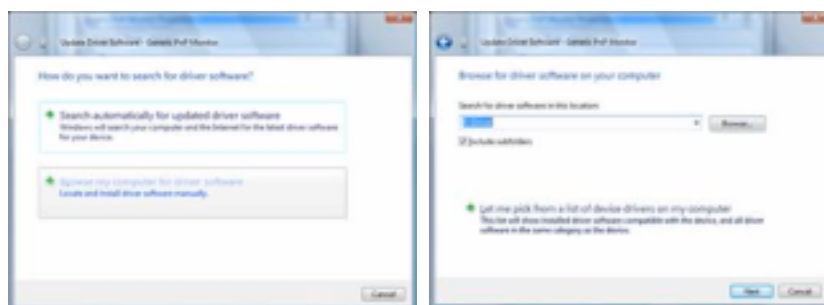 Update Driver Software - Generic PnP Monitor
How do you want to search for driver software?
Search automatically for updated driver software
Windows will search your computer and the Internet for the latest driver software
for your device.
Browse my computer for driver software
Locate and install driver software manually.
Cancel
Update Driver Software - Generic PnP Monitor
Browse for driver software on your computer
Search for driver software in this location:
Browse...
Include subfolders
Let me pick from a list of device drivers on my computer
This list will show installed driver software compatible with the device, and all driver
software in the same category as the device.
Next
Cancel